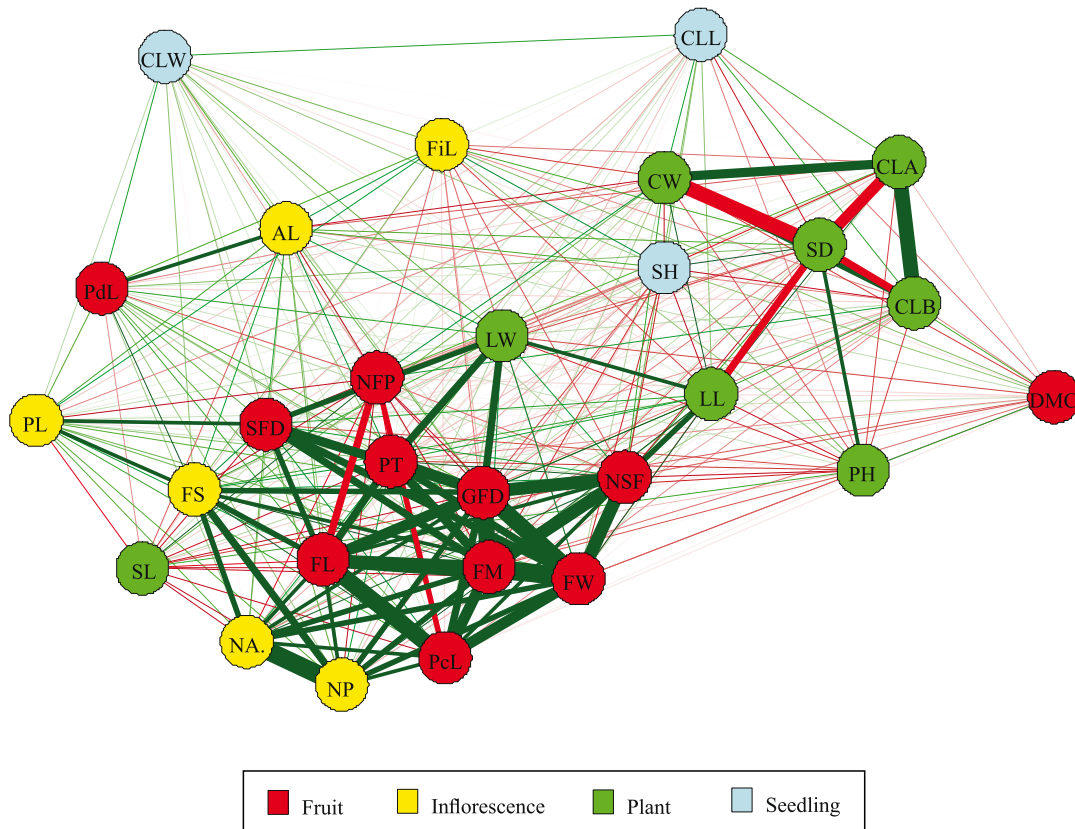 CLL
CLW
FiL
CLA
CW
AL
SD
SH
PdL
CLB
LW
NFP
LL
DMC
PL
SFD
PT
PH
NSF
FS
GFD
FL
FM
SL
FW
NA.
PcL
NP
Fruit Inflorescence Plant Seedling